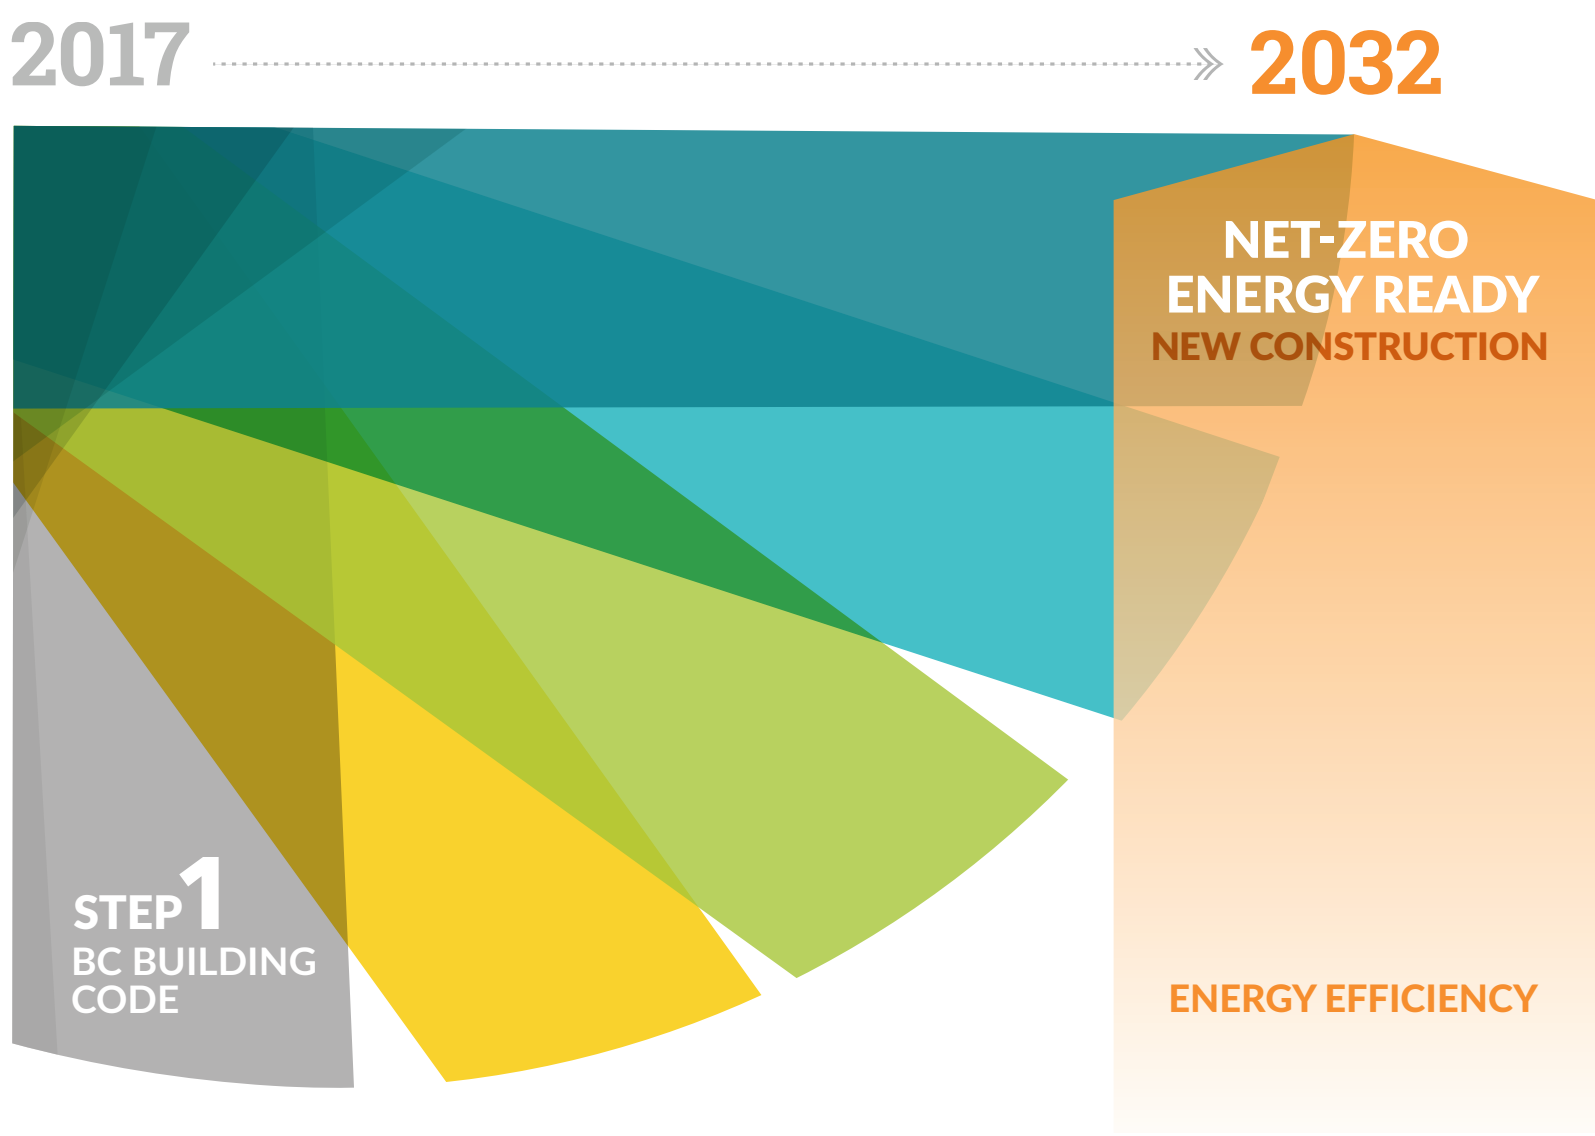 2017
2032
NET-ZERO
ENERGY READY
NEW CONSTRUCTION
STEP 1
BC BUILDING
CODE
ENERGY EFFICIENCY